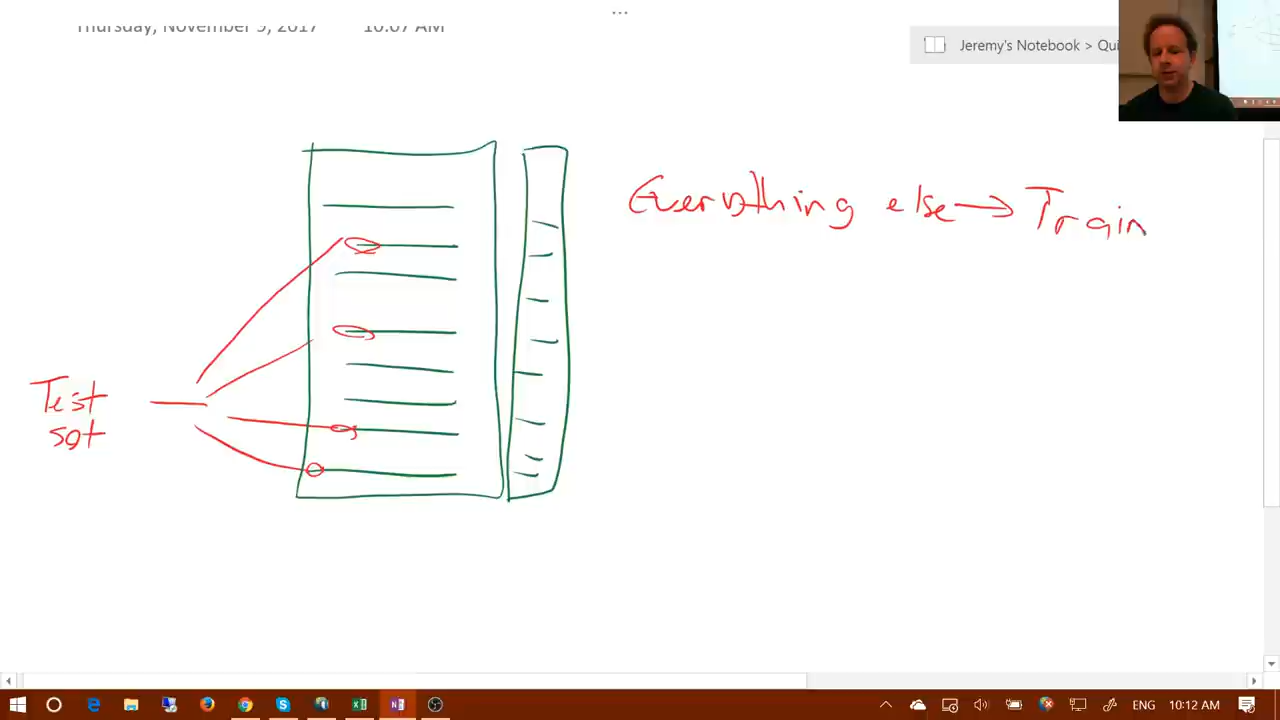 Thursday, November 9, 2017 10:07 AM
Jeremy's Notebook > Qui
Everything else → Train
Test
set
ENG 10:12 AM